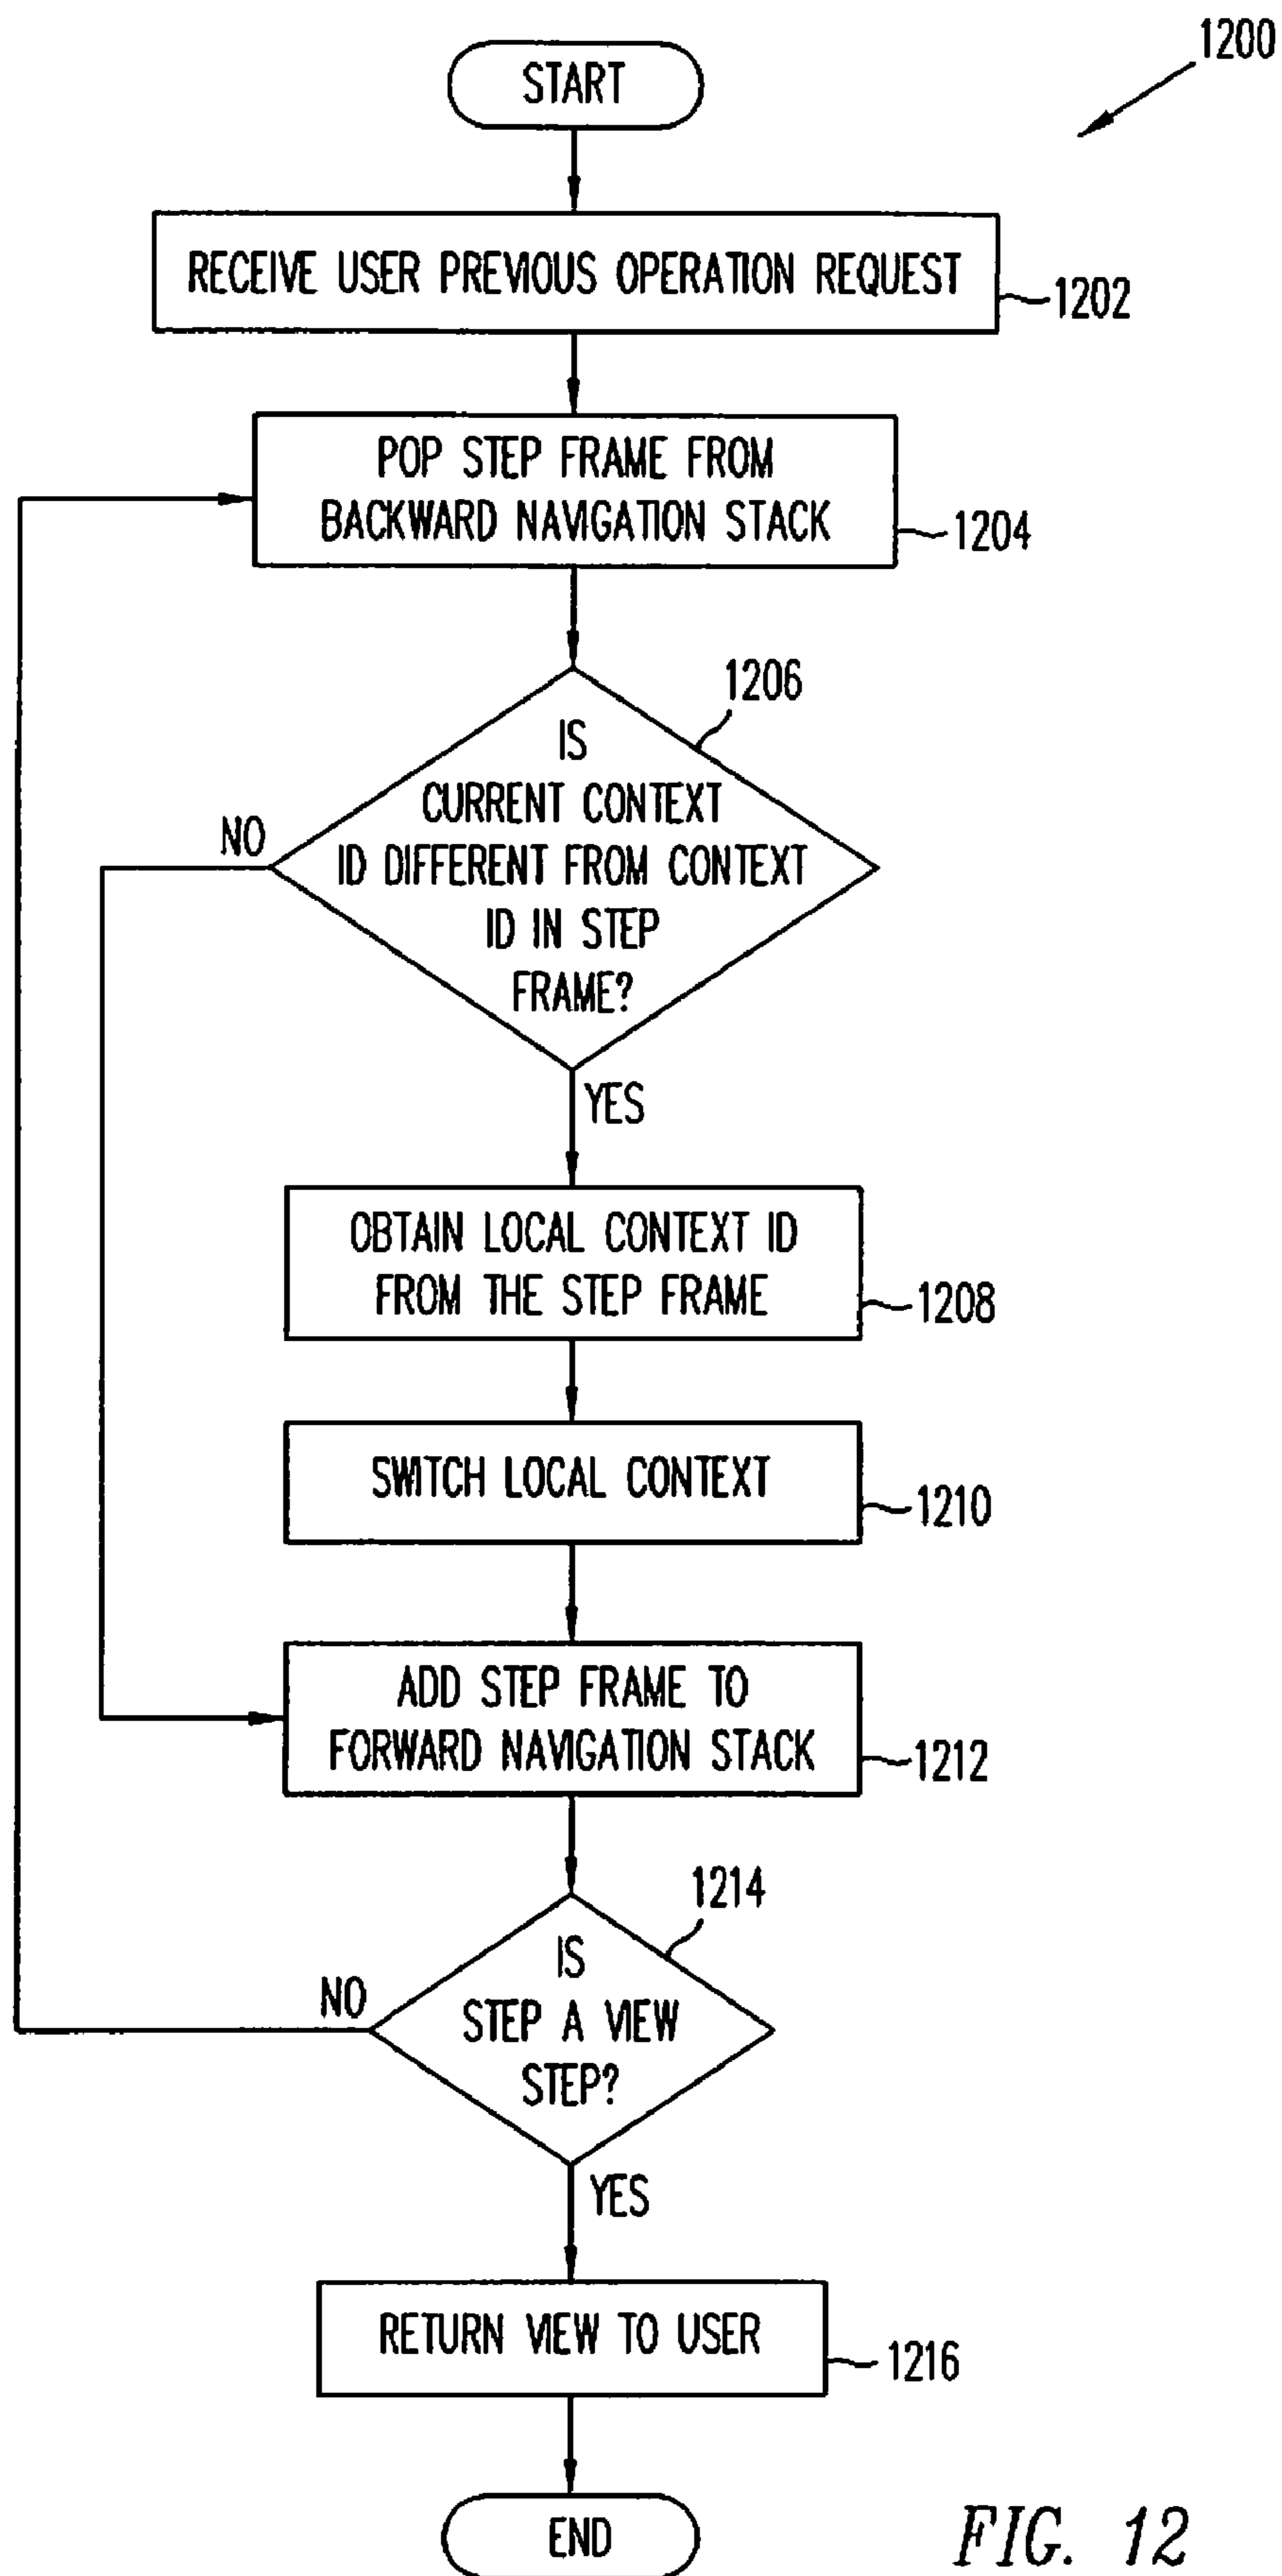 1200
START
RECEIVE USER PREVIOUS OPERATION REQUEST
1202
POP STEP FRAME FROM
BACKWARD NAVIGATION STACK
1204
1206
IS
CURRENT CONTEXT
ID DIFFERENT FROM CONTEXT
ID IN STEP
FRAME?
NO
YES
OBTAIN LOCAL CONTEXT ID
FROM THE STEP FRAME
1208
SWITCH LOCAL CONTEXT
1210
ADD STEP FRAME TO
FORWARD NAVIGATION STACK
1212
1214
IS
STEP A VIEW
STEP?
NO
YES
RETURN VIEW TO USER
1216
END
FIG. 12